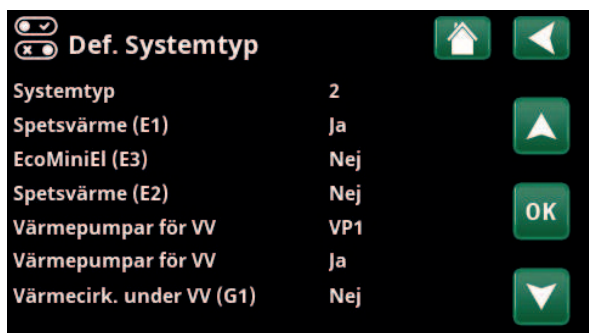 Def. Systemtyp
Systemtyp 2
Spetsvärme (E1) Ja
EcoMiniEl (E3) Nej
Spetsvärme (E2) Nej
OK
Värmepumpar för VV VP1
Värmepumpar för VV Ja
Värmecirk. under VV (G1) Nej